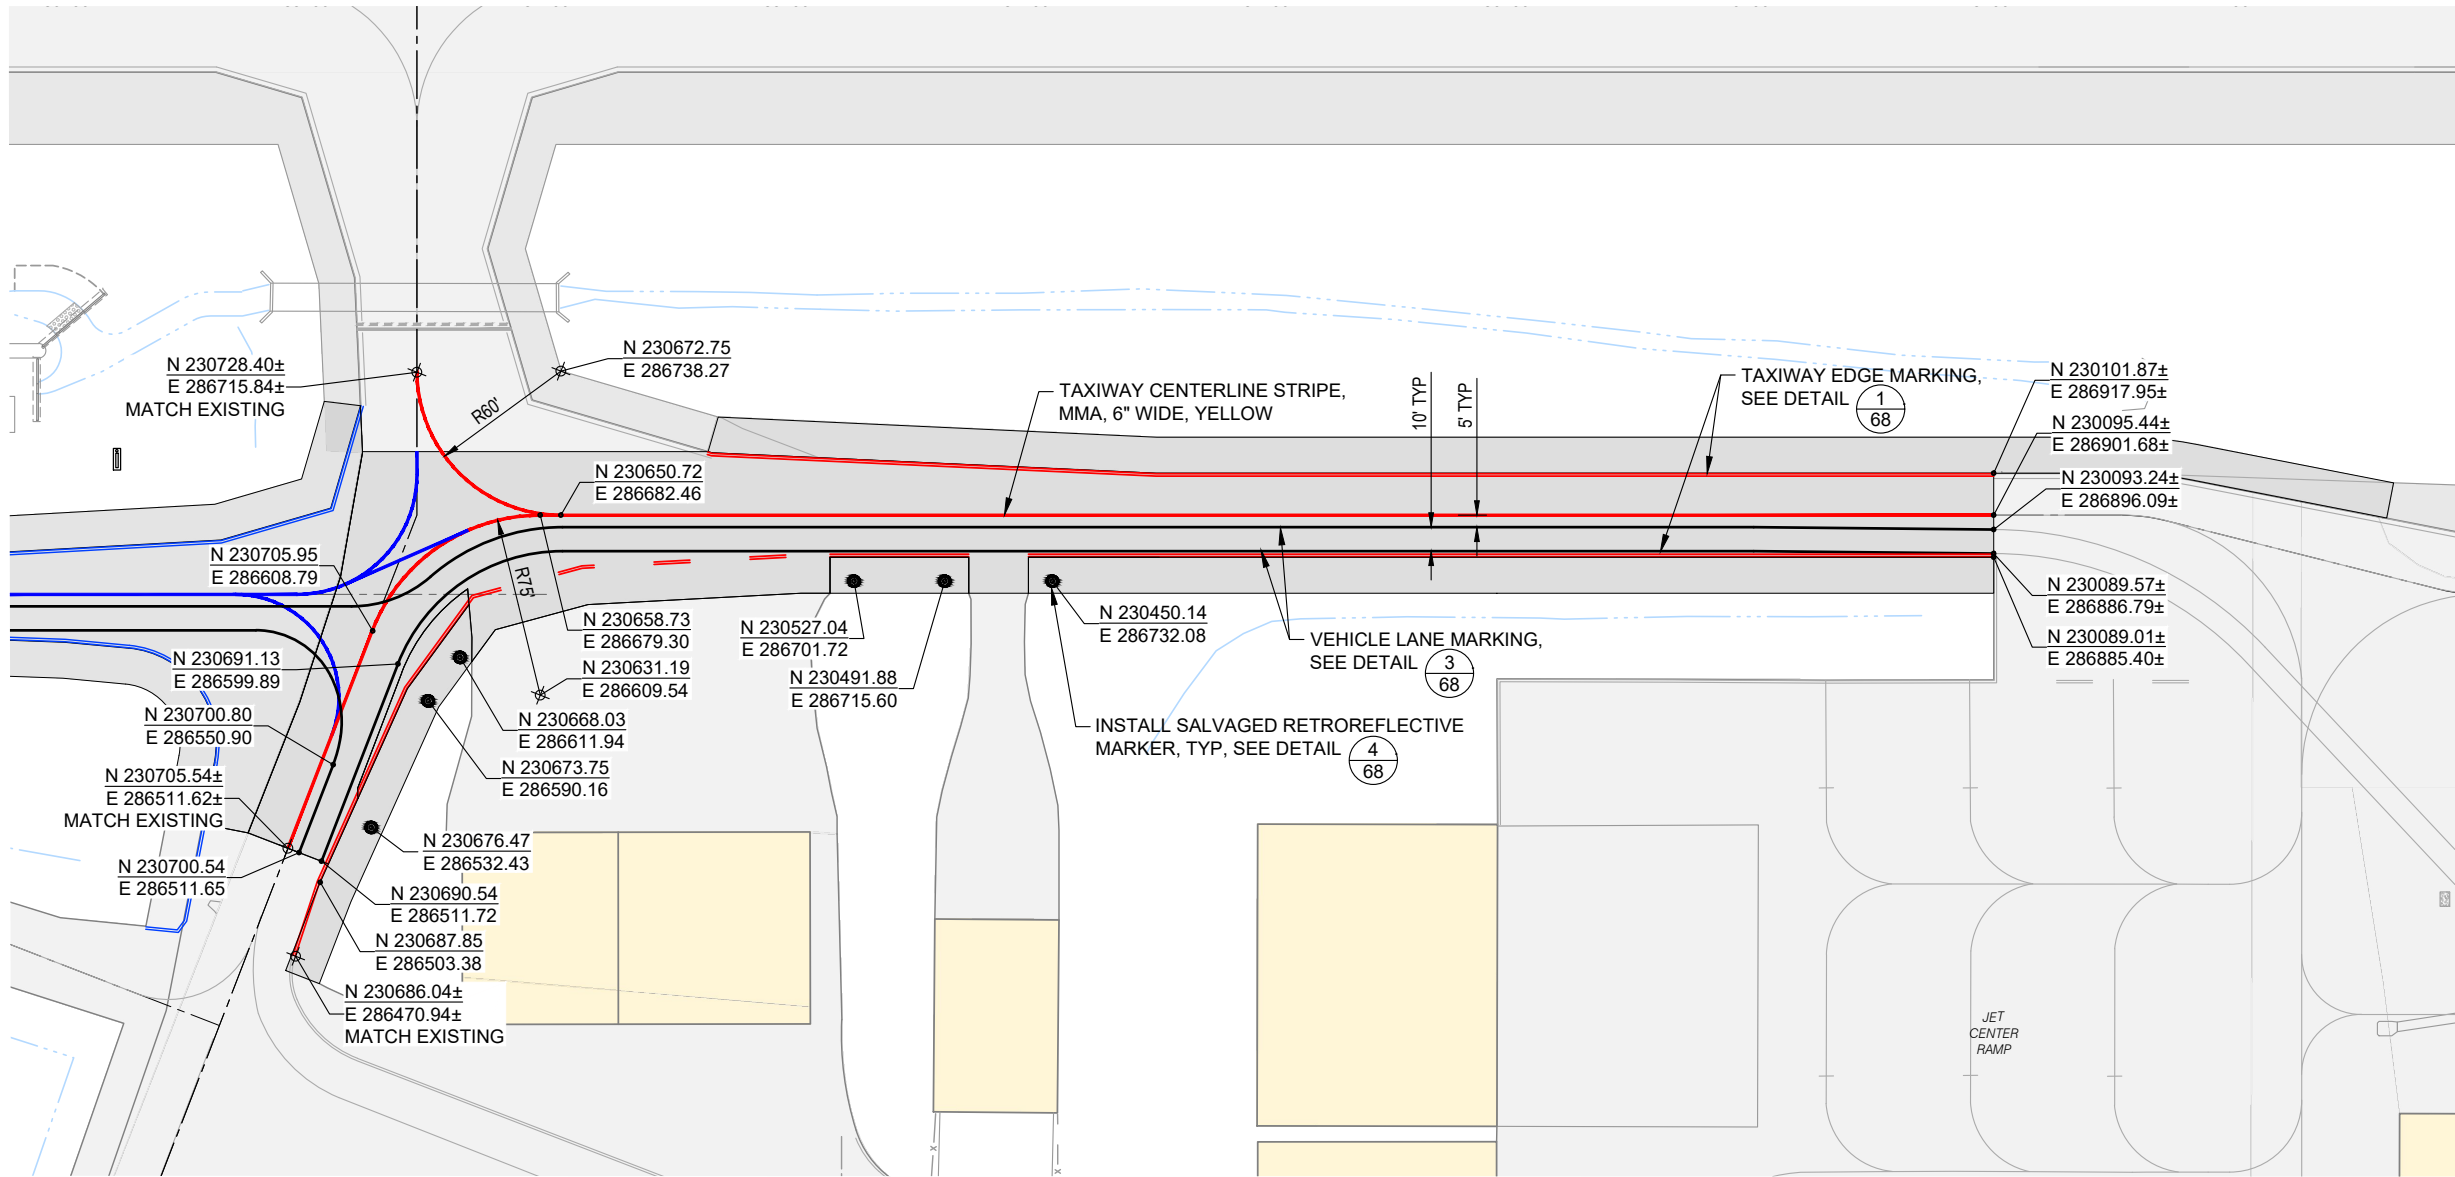 N 230728.40±
E 286715.84±
MATCH EXISTING
N 230672.75
E 286738.27
R60'
TAXIWAY CENTERLINE STRIPE,
MMA, 6" WIDE, YELLOW
10' TYP
5' TYP
TAXIWAY EDGE MARKING,
SEE DETAIL
1
68
N 230101.87±
E 286917.95±
N 230095.44±
E 286901.68±
N 230093.24±
E 286896.09±
N 230650.72
E 286682.46
N 230705.95
E 286608.79
R75'
N 230658.73
E 286679.30
N 230631.19
E 286609.54
N 230527.04
E 286701.72
N 230491.88
E 286715.60
N 230450.14
E 286732.08
VEHICLE LANE MARKING,
SEE DETAIL
3
68
N 230089.57±
E 286886.79±
N 230089.01±
E 286885.40±
N 230691.13
E 286599.89
N 230700.80
E 286550.90
N 230668.03
E 286611.94
INSTALL SALVAGED RETROREFLECTIVE
MARKER, TYP, SEE DETAIL
4
68
N 230705.54±
E 286511.62±
MATCH EXISTING
N 230673.75
E 286590.16
N 230676.47
E 286532.43
N 230700.54
E 286511.65
N 230690.54
E 286511.72
N 230687.85
E 286503.38
N 230686.04±
E 286470.94±
MATCH EXISTING
JET
CENTER
RAMP
x
x